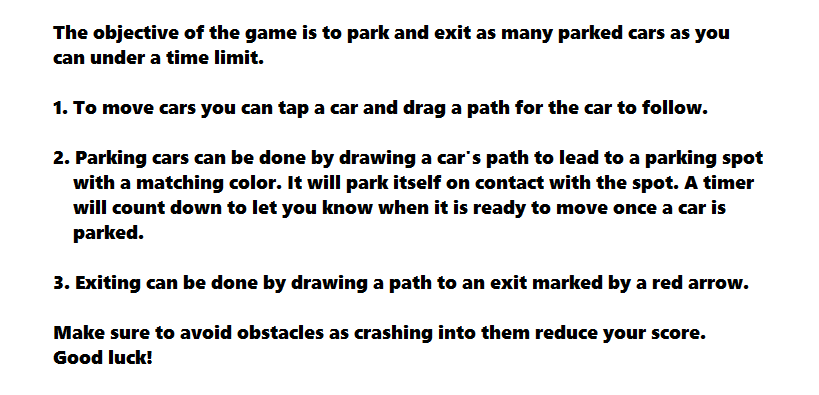 The objective of the game is to park and exit as many parked cars as you
can under a time limit.
1. To move cars you can tap a car and drag a path for the car to follow.
2. Parking cars can be done by drawing a car's path to lead to a parking spot
with a matching color. It will park itself on contact with the spot. A timer
will count down to let you know when it is ready to move once a car is
parked.
3. Exiting can be done by drawing a path to an exit marked by a red arrow.
Make sure to avoid obstacles as crashing into them reduce your score.
Good luck!